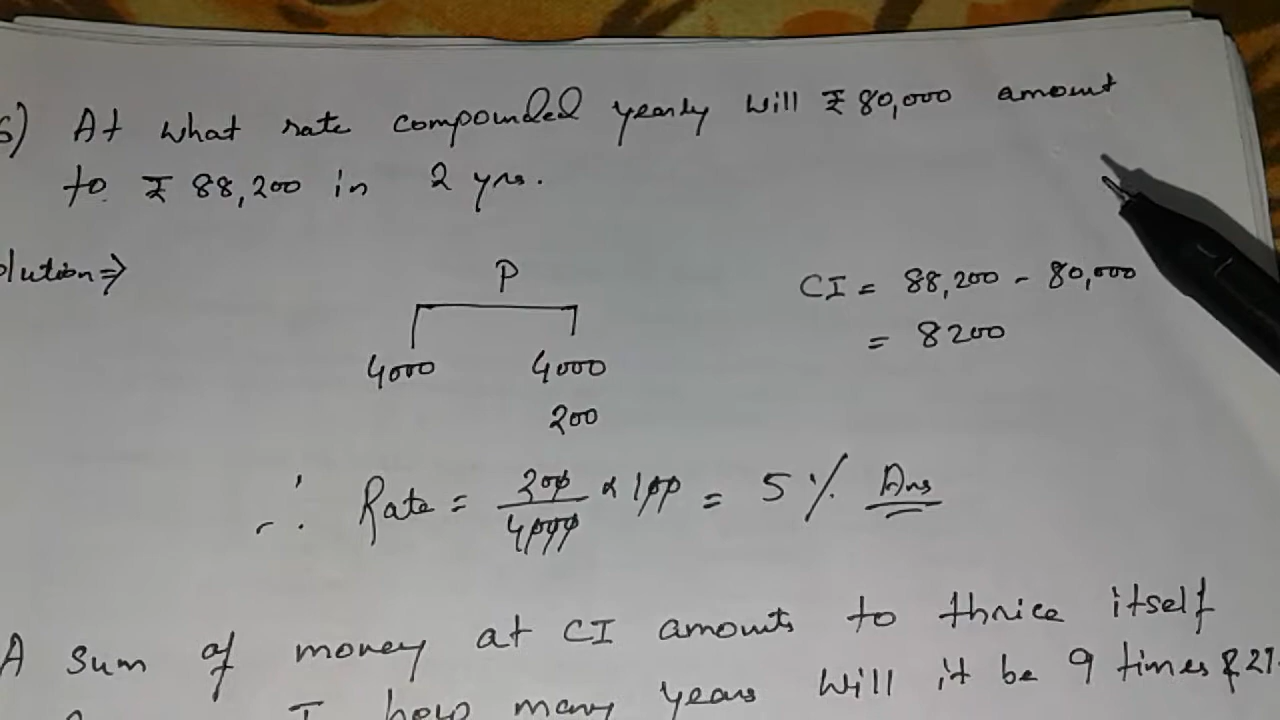 6) At what rate compounded yearly will ₹ 80,000 amount
to ₹ 88,200 in 2 yrs.
olution ⇒
P
CI = 88,200 - 80,000
= 8200
4000 4000
200
∴ Rate = 200/4000 × 100 = 5 % Ans
A sum of money at CI amounts to thrice itself
how many years will it be 9 times & 27